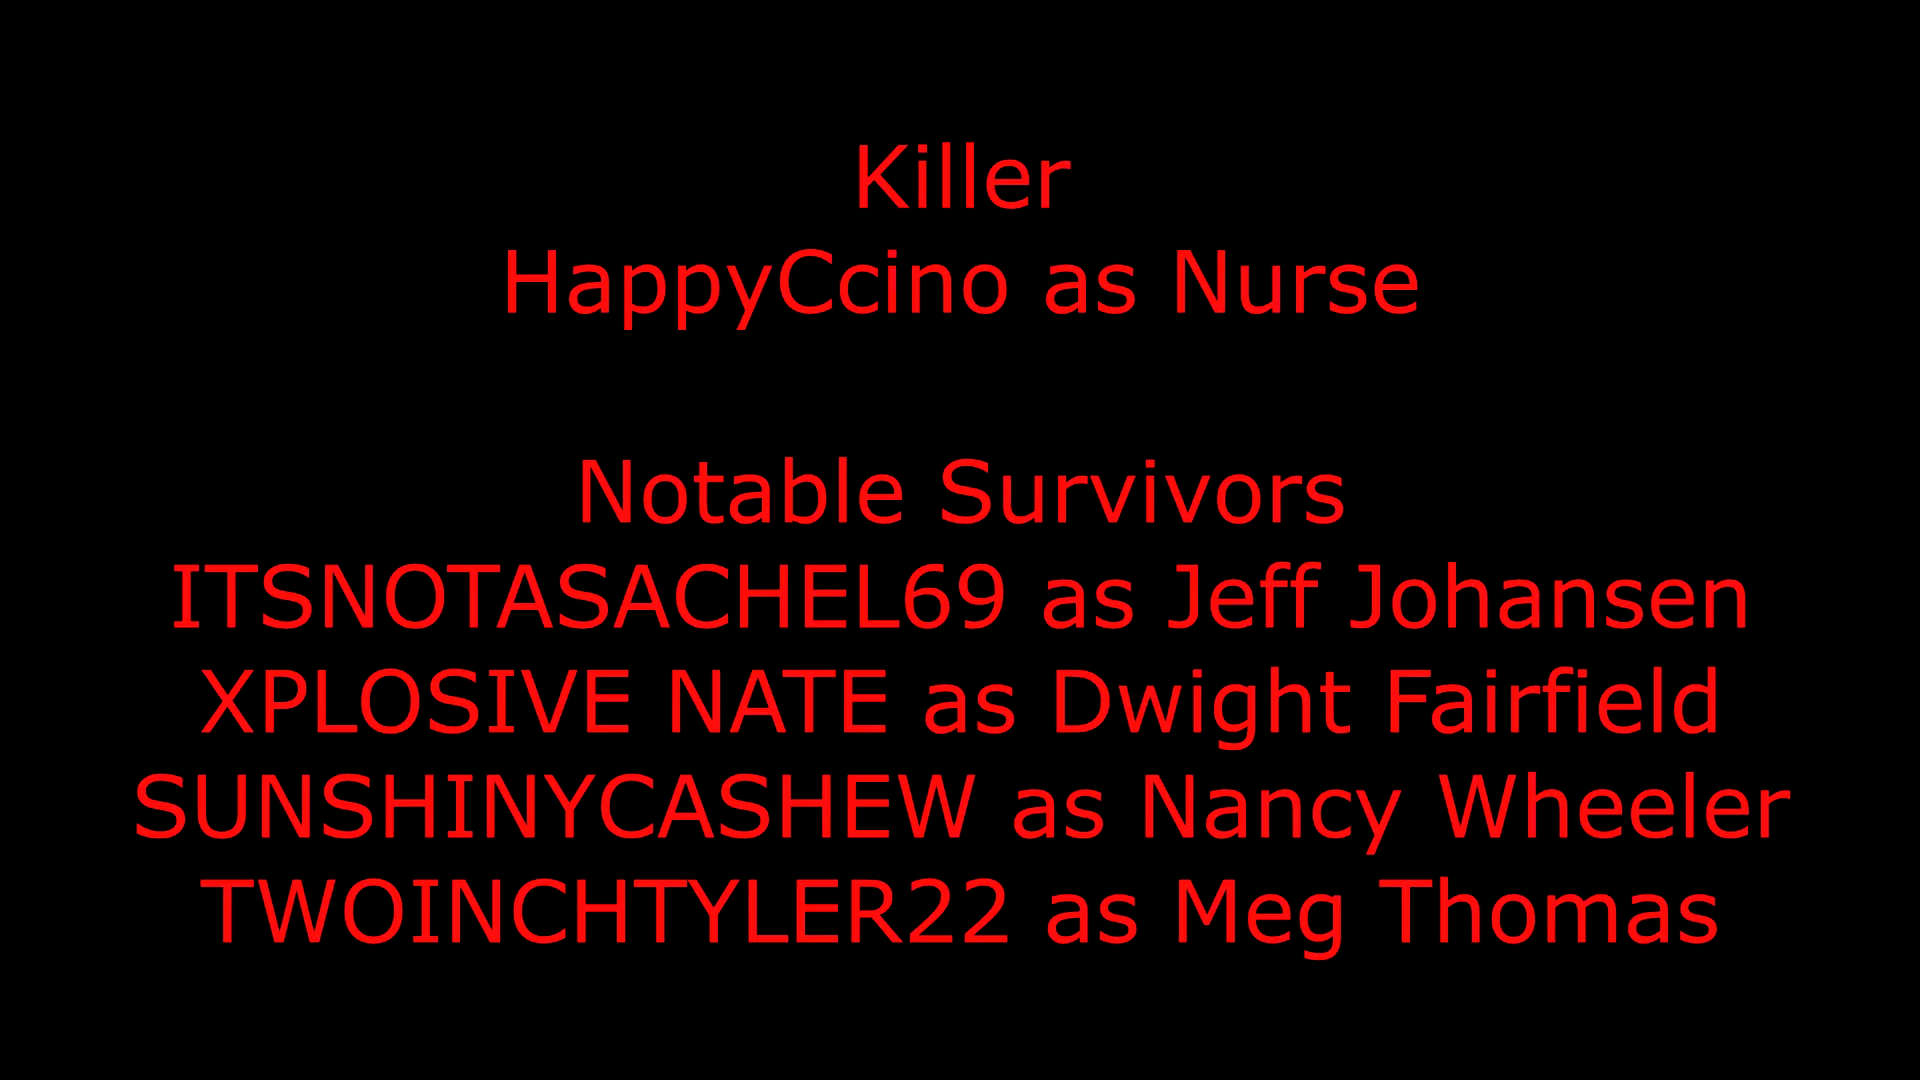 Killer
HappyCcino as Nurse
Notable Survivors
ITSNOTASACHEL69 as Jeff Johansen
XPLOSIVE NATE as Dwight Fairfield
SUNSHINYCASHEW as Nancy Wheeler
TWOINCHTYLER22 as Meg Thomas